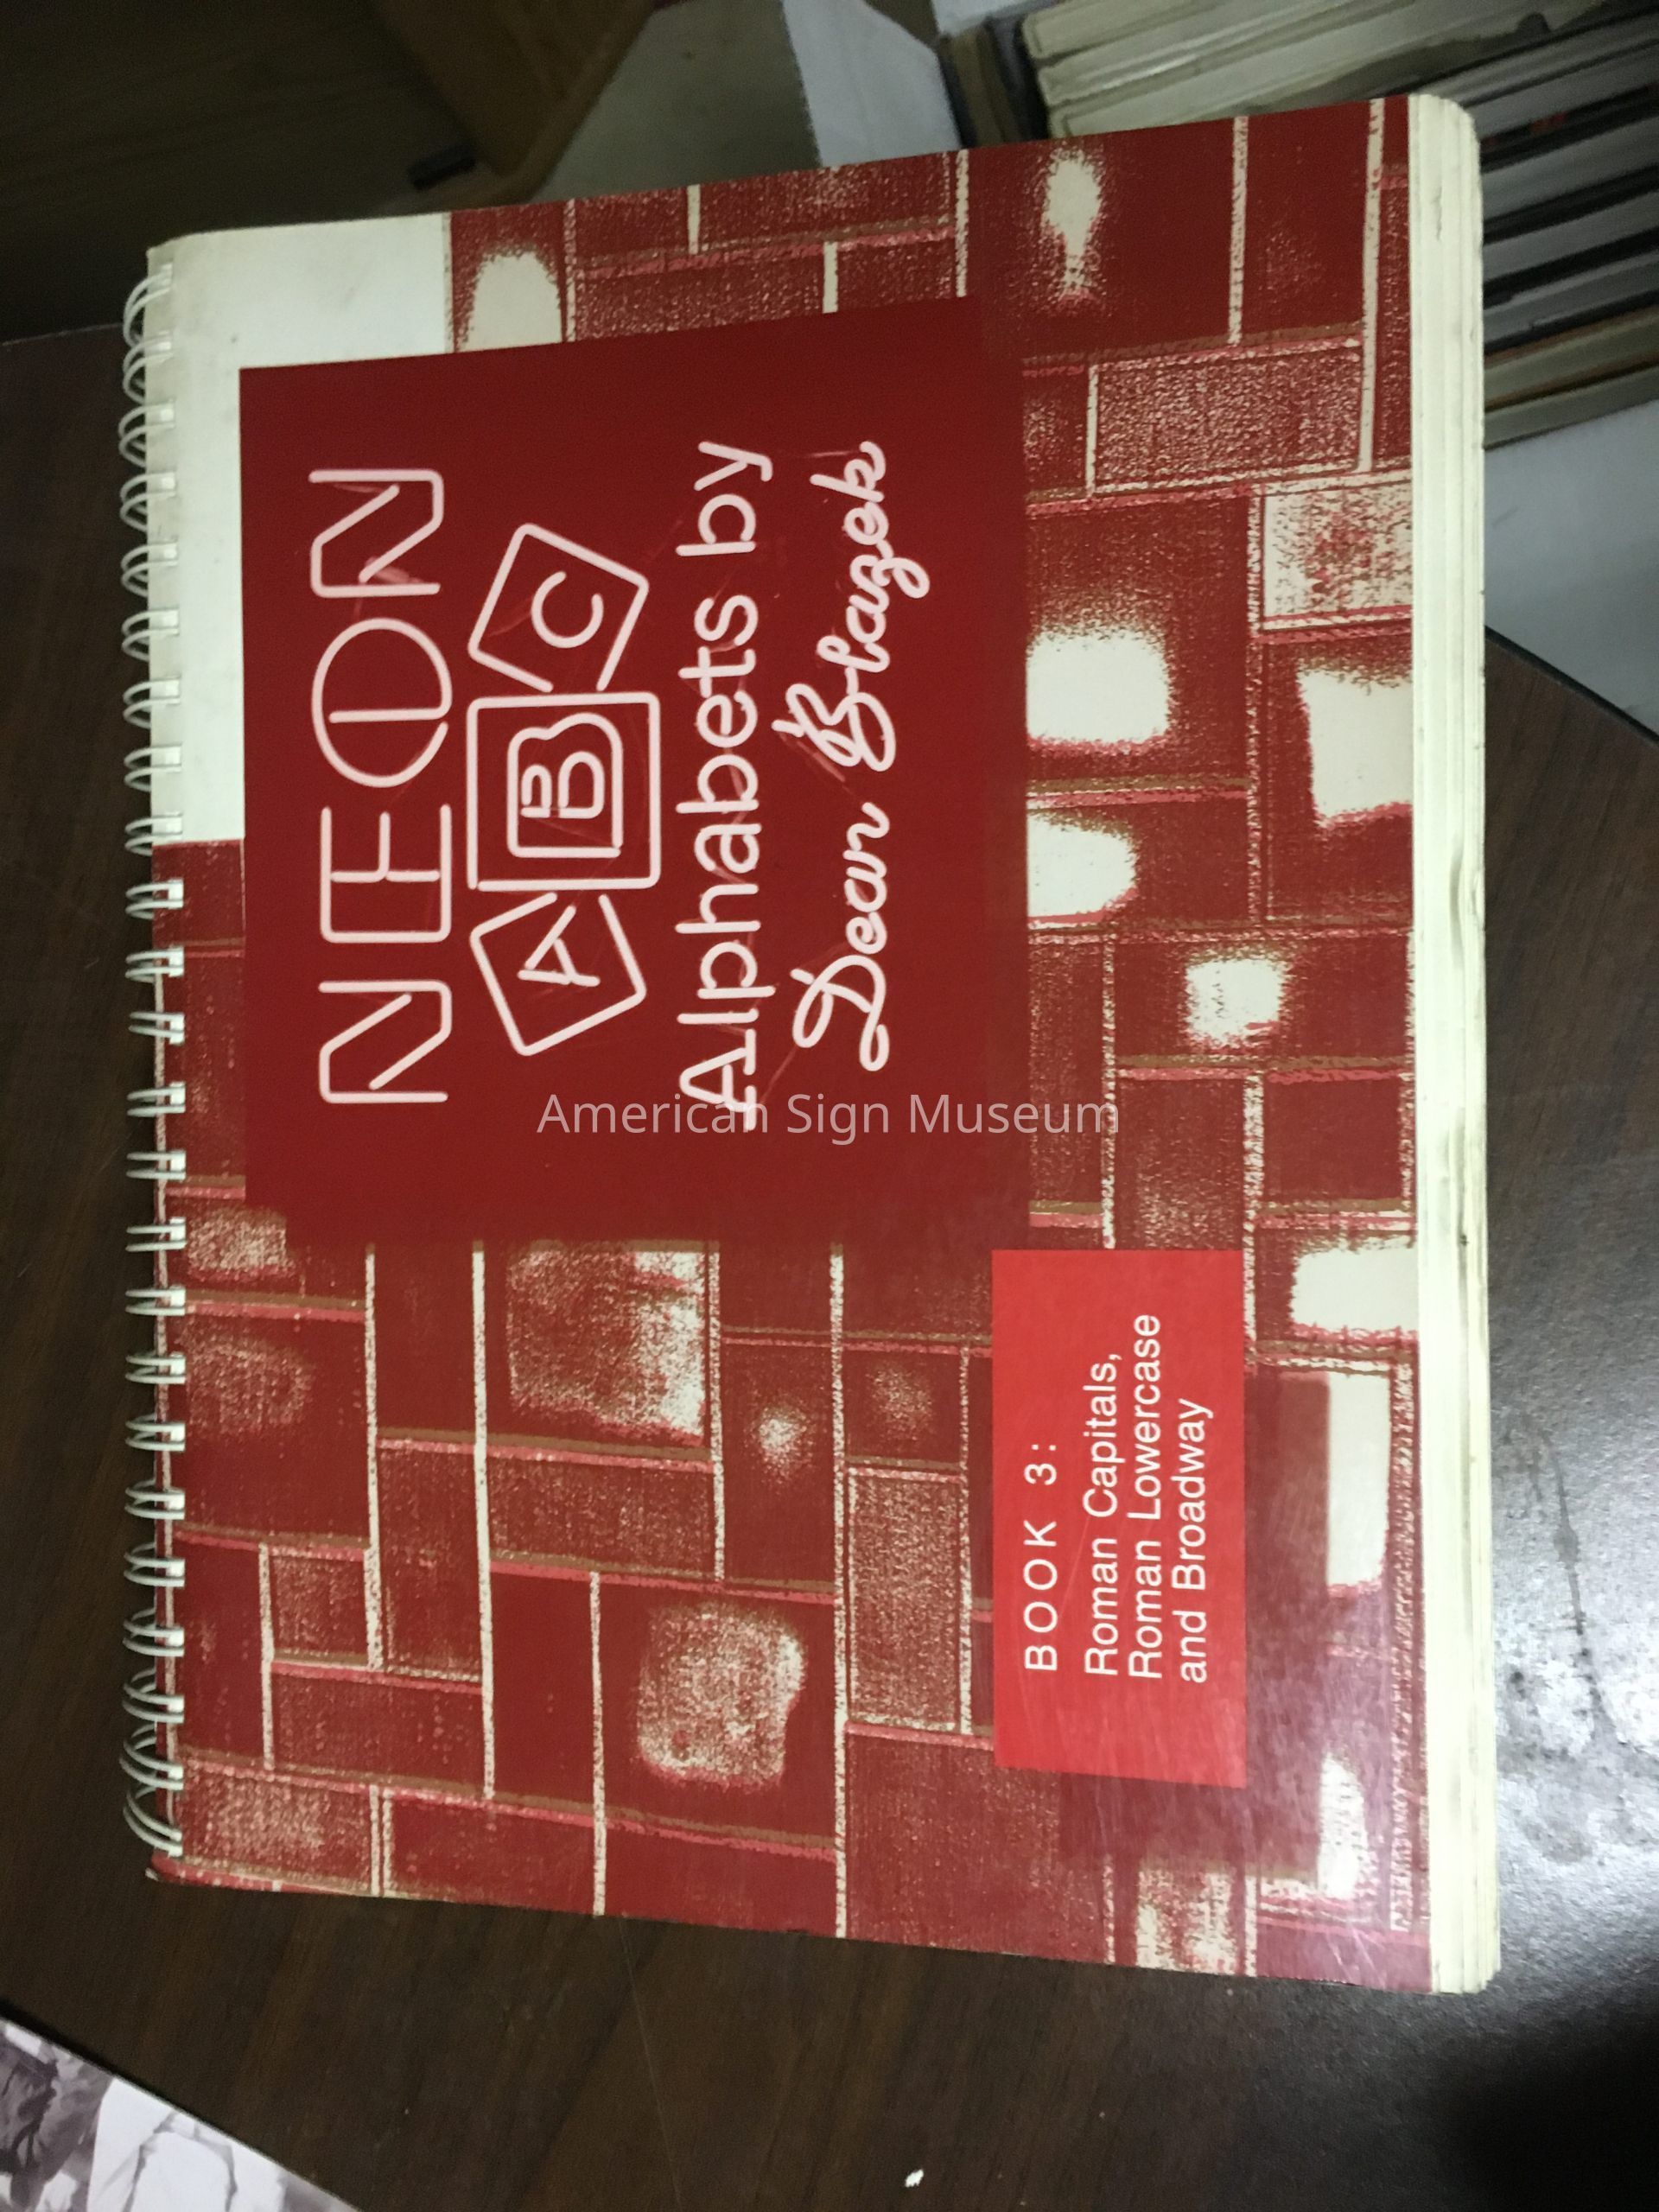 NEON
A B C
Alphabets by
Dean Blazek
BOOK 3:
Roman Capitals,
Roman Lowercase
and Broadway
American Sign Museum